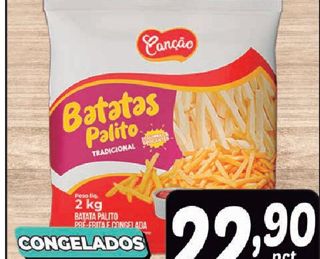 Canção
Batatas
Palito
TRADICIONAL
Peso líq.
2 kg
BATATA PALITO
PRÉ-FRITA E CONGELADA
CONGELADOS
22,90
pct